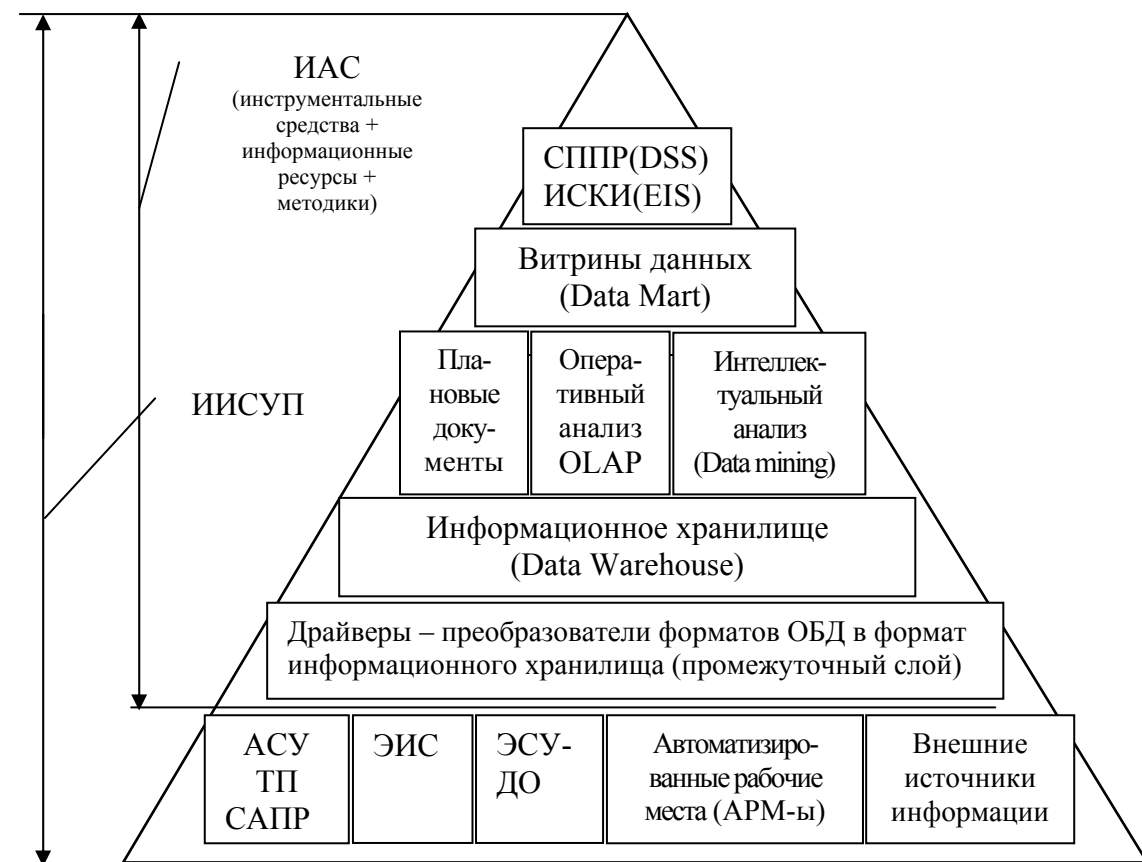 ИАС
(инструментальные
средства +
информационные
ресурсы +
методики)
СППР(DSS)
ИСКИ(EIS)
Витрины данных
(Data Mart)
Пла-
новые
доку-
менты
Опера-
тивный
анализ
OLAP
Интеллек-
туальный
анализ
(Data mining)
ИИСУП
Информационное хранилище
(Data Warehouse)
Драйверы – преобразователи форматов ОБД в формат
информационного хранилища (промежуточный слой)
АСУ
ТП
САПР
ЭИС
ЭСУ-
ДО
Автоматизиро-
ванные рабочие
места (АРМ-ы)
Внешние
источники
информации